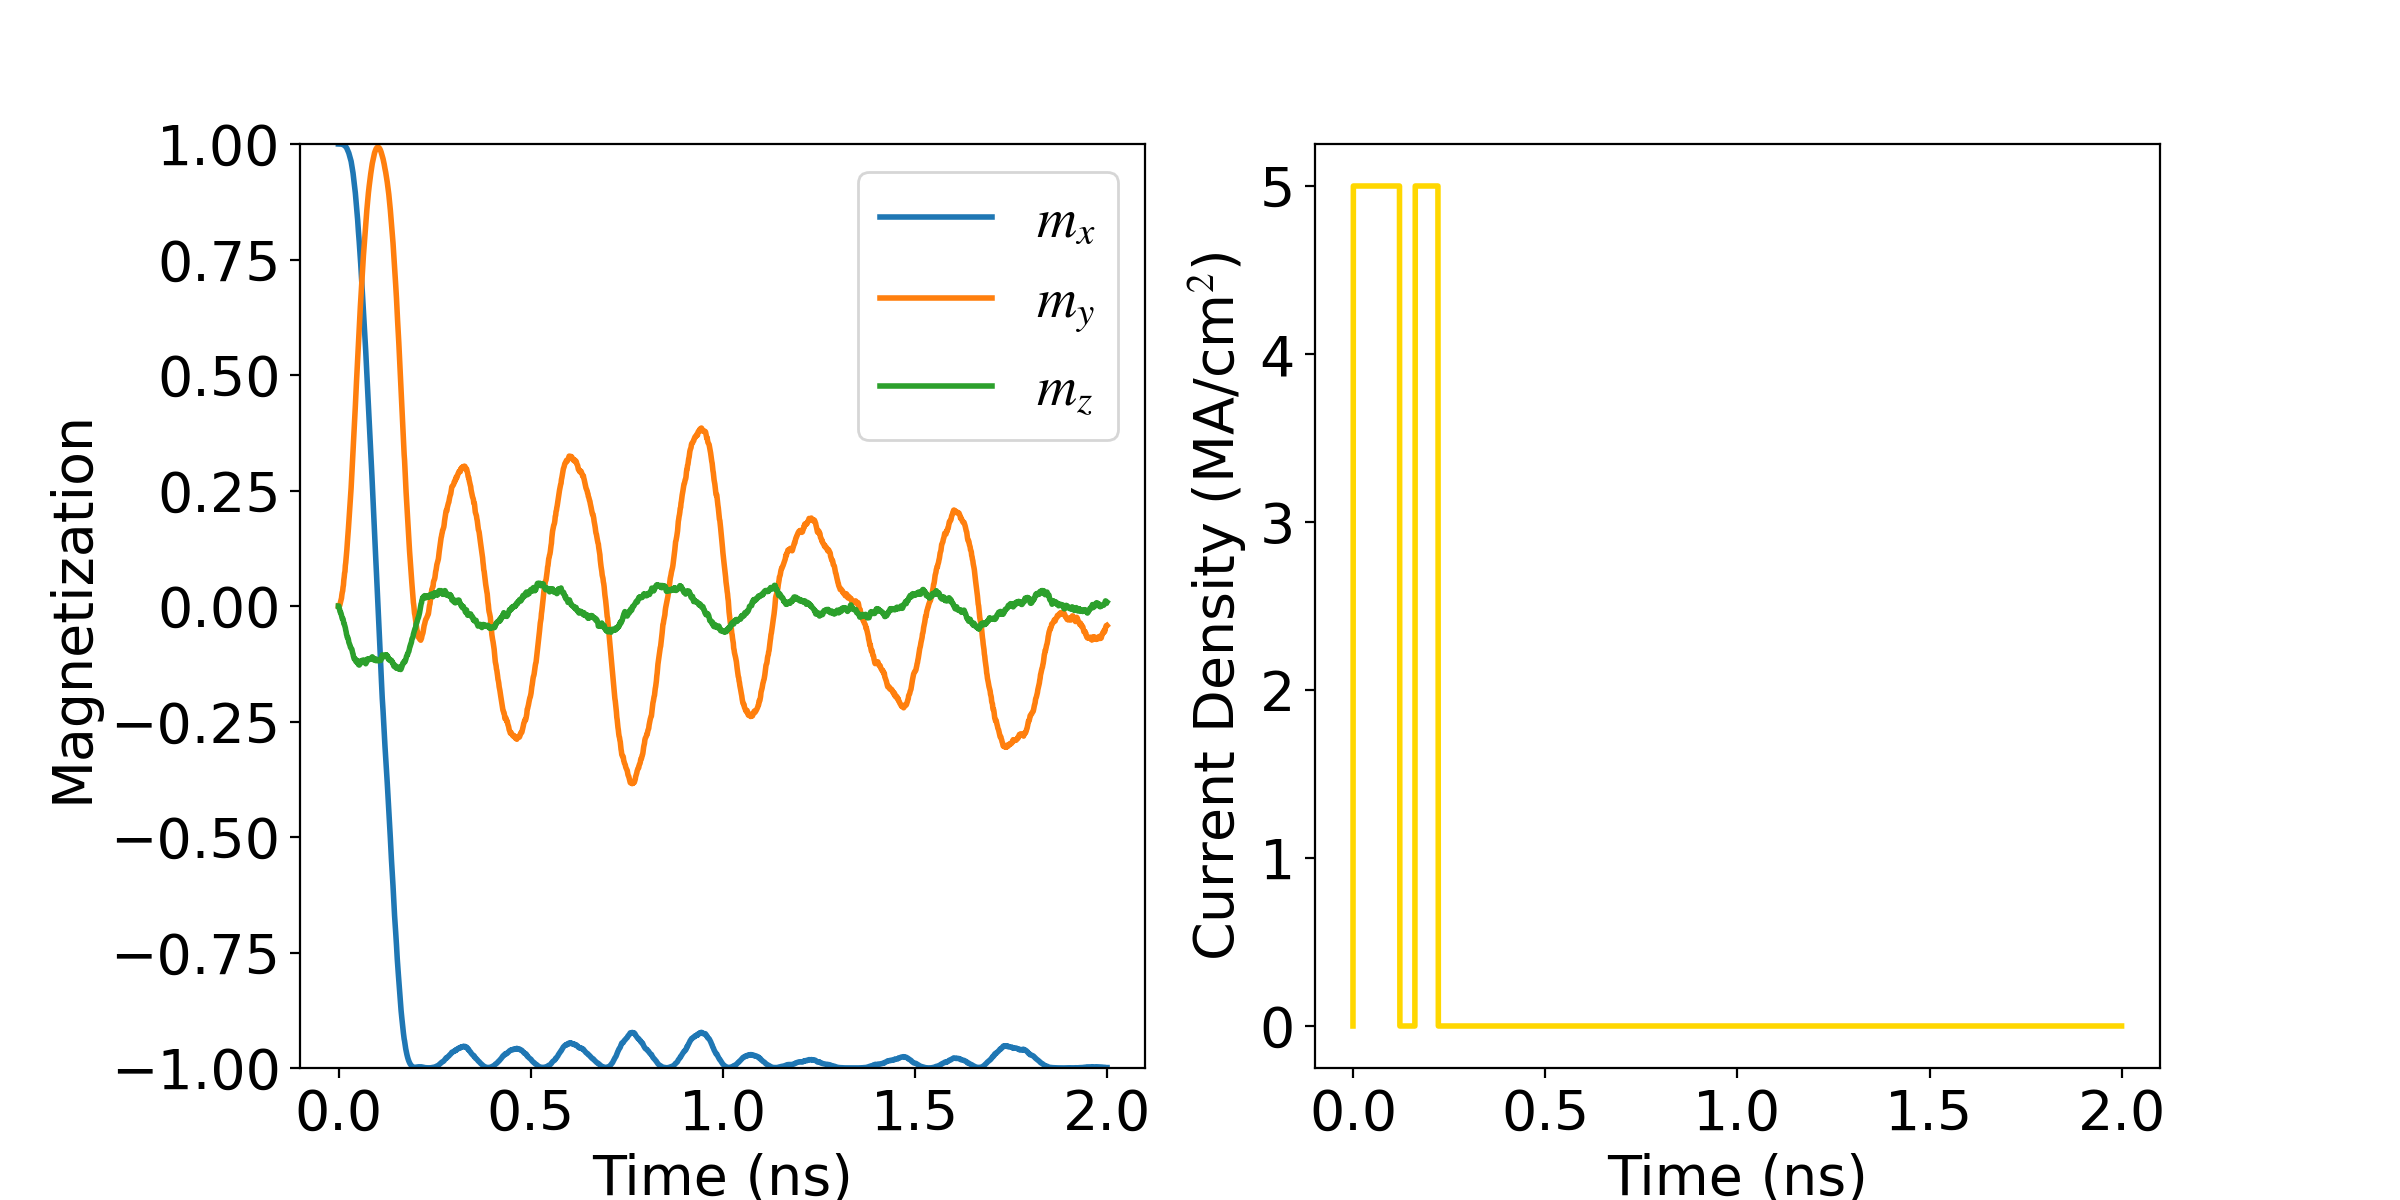 Magnetization
1.00
0.75
0.50
0.25
0.00
−0.25
−0.50
−0.75
−1.00
0.0 0.5 1.0 1.5 2.0
Time (ns)
m_x
m_y
m_z
Current Density (MA/cm²)
5
4
3
2
1
0
0.0 0.5 1.0 1.5 2.0
Time (ns)